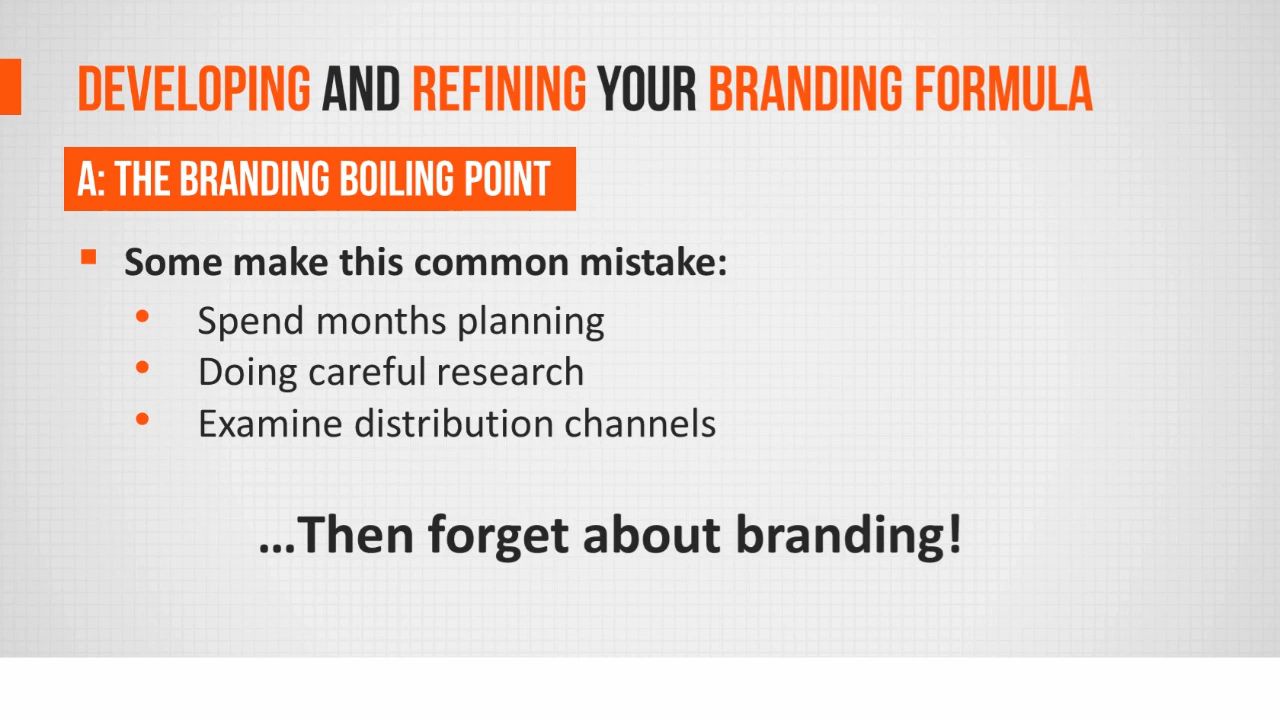 DEVELOPING AND REFINING YOUR BRANDING FORMULA
A: THE BRANDING BOILING POINT
▪ Some make this common mistake:
• Spend months planning
• Doing careful research
• Examine distribution channels
...Then forget about branding!